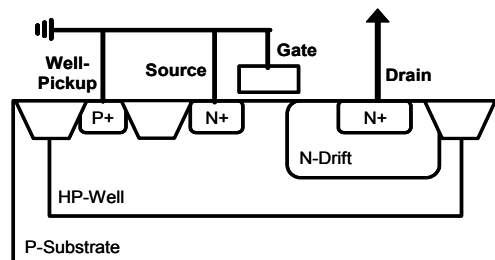 Well-
Pickup
Source
Gate
Drain
P+
N+
N+
N-Drift
HP-Well
P-Substrate